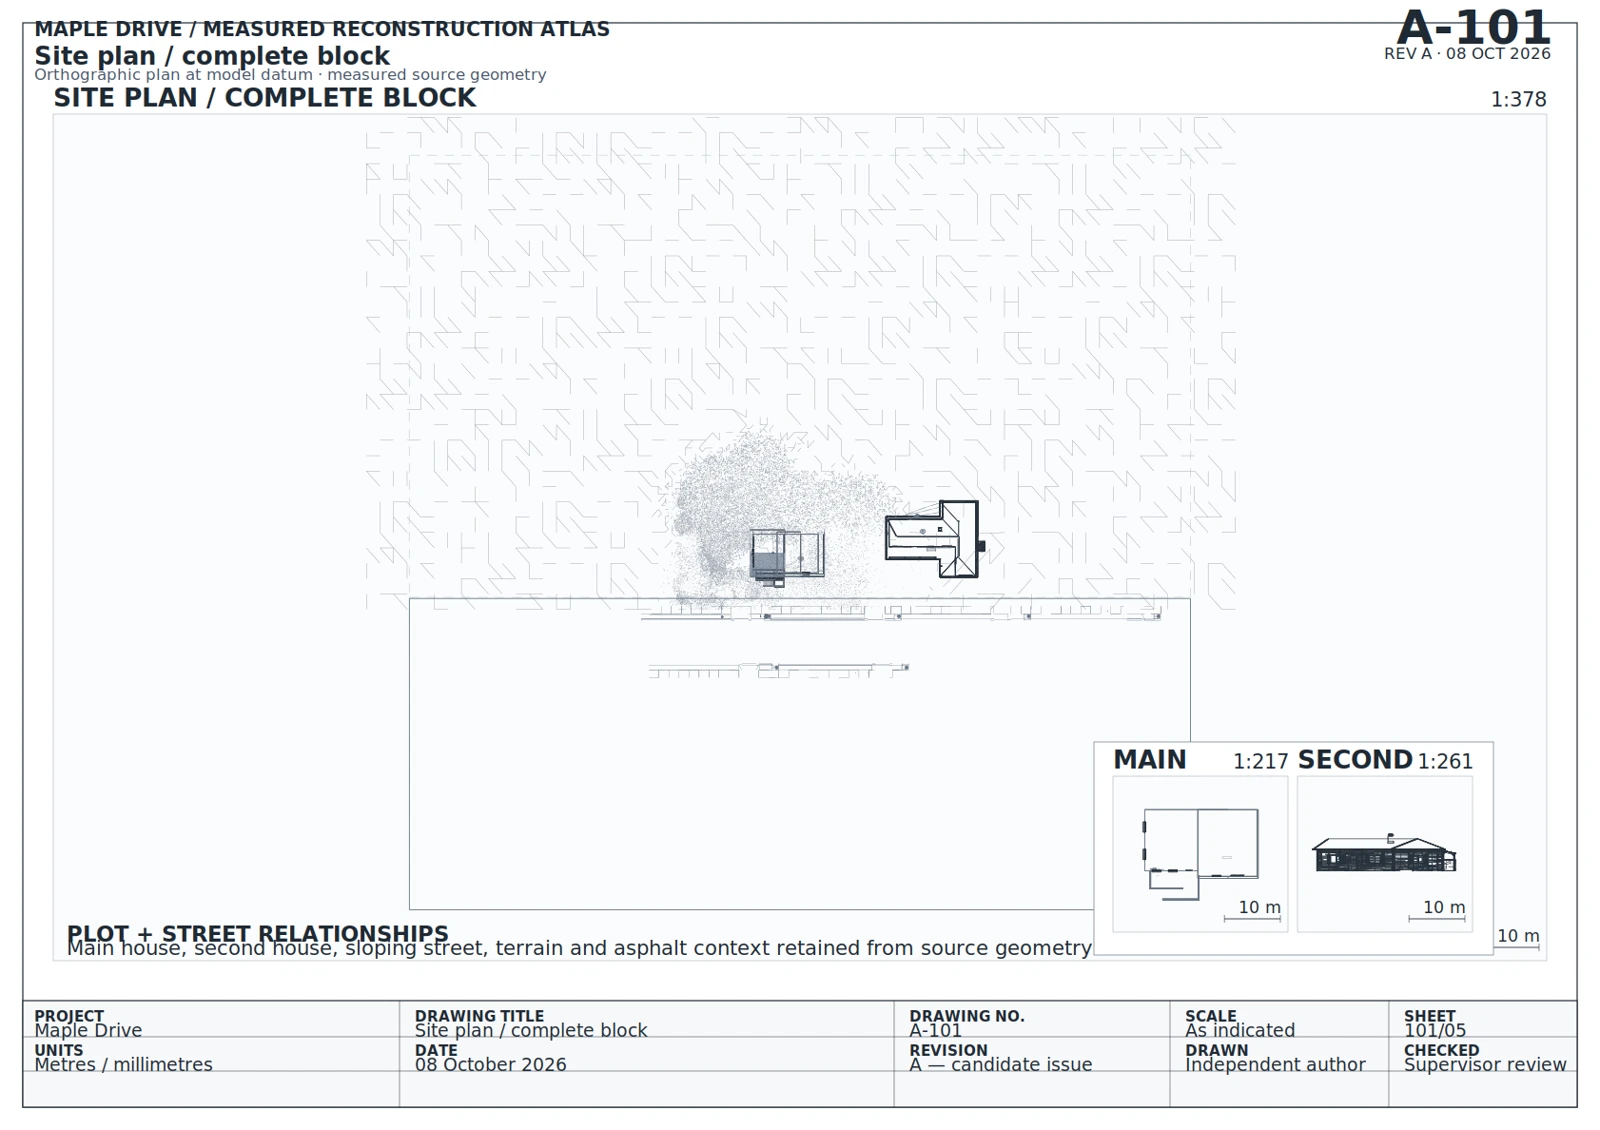 MAPLE DRIVE / MEASURED RECONSTRUCTION ATLAS
A-101
Site plan / complete block
REV A · 08 OCT 2026
Orthographic plan at model datum · measured source geometry
SITE PLAN / COMPLETE BLOCK
1:378
MAIN
1:217
SECOND
1:261
10 m
10 m
PLOT + STREET RELATIONSHIPS
Main house, second house, sloping street, terrain and asphalt context retained from source geometry
10 m
PROJECT
Maple Drive
DRAWING TITLE
Site plan / complete block
DRAWING NO.
A-101
SCALE
As indicated
SHEET
101/05
UNITS
Metres / millimetres
DATE
08 October 2026
REVISION
A — candidate issue
DRAWN
Independent author
CHECKED
Supervisor review